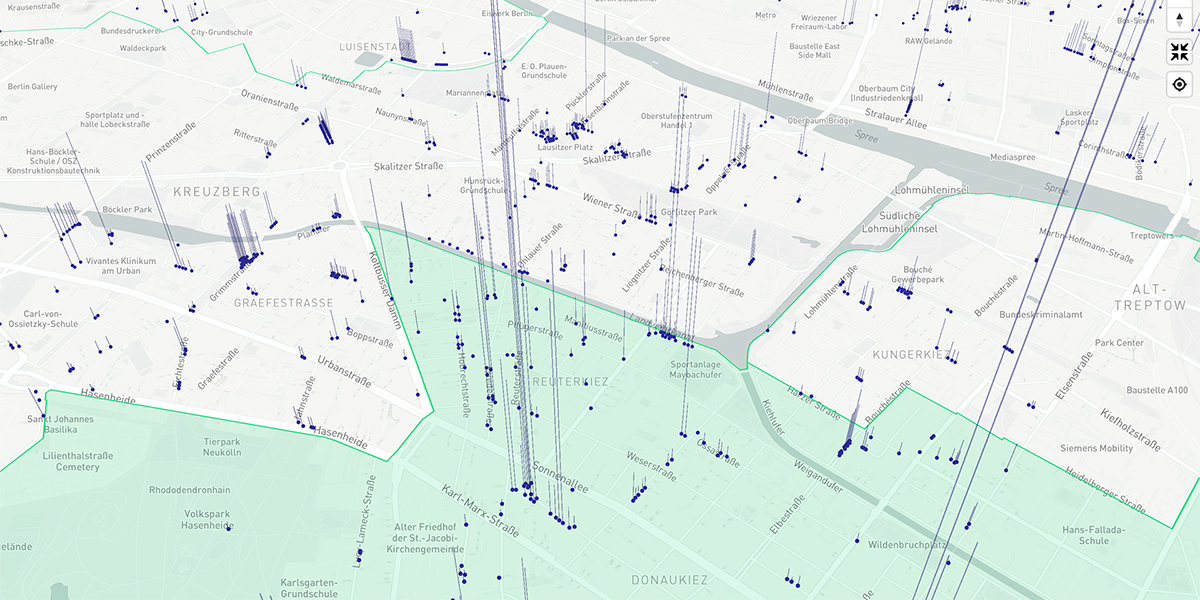 Krausenstraße
Bundesdruckerei
City-Grundschule
schke-Straße
Waldeckpark
LUISENSTADT
Eiswerk Berlin
Park an der Spree
Metro
Wriezener
Freiraum-Labor
Baustelle East
Side Mall
RAW Gelände
Box-Seven
Sonntagstraße
Simplonstraße
Berlin Gallery
Waldemarstraße
E. O. Plauen-
Grundschule
Oranienstraße
Mariannenplatz
Naunynstraße
Pücklerstraße
Eisenbahnstraße
Mühlenstraße
Oberbaum City
(Industriedenkmal)
Stralauer Allee
Lasker
Sportplatz
Sportplatz und -
halle Lobeckstraße
Prinzenstraße
Ritterstraße
Manteuffelstraße
Oberstufenzentrum
Handel 1
Oberbaum Bridge
Spree
Corinthstraße
Bödikerstraße
Hans-Böckler-
Schule / OSZ
Konstruktionsbautechnik
Skalitzer Straße
Lausitzer Platz
Skalitzer Straße
Oppelner Straße
Mediaspree
Spree
KREUZBERG
Hunsrück-
Grundschule
Lohmühleninsel
Böckler Park
Wiener Straße
Görlitzer Park
Südliche
Lohmühleninsel
Planufer
Treptowers
Martin-Hoffmann-Straße
Vivantes Klinikum
am Urban
Grimmstraße
Kottbusser Damm
Ohlauer Straße
Liegnitzer Straße
Reichenberger Straße
Lohmühlenstraße
Bouché
Gewerbepark
Bouchéstraße
ALT-
TREPTOW
GRAEFESTRASSE
Carl-von-
Ossietzky-Schule
Boppstraße
Pflügerstraße
Manitiusstraße
Landwehrkanal
Bundeskriminalamt
Park Center
Fichtestraße
Graefestraße
Urbanstraße
Hobrechtstraße
Reuterstraße
REUTERKIEZ
Sportanlage
Maybachufer
KUNGERKIEZ
Elsenstraße
Baustelle A100
Hasenheide
Jahnstraße
Kiehlufer
Harzer Straße
Bouchéstraße
Kiefholzstraße
Sankt Johannes
Basilika
Hasenheide
Tierpark
Neukölln
Siemens Mobility
Lilienthalstraße
Cemetery
Sonnenallee
Weserstraße
Ossastraße
Weigandufer
Heidelberger Straße
Rhododendronhain
Karl-Marx-Straße
Volkspark
Hasenheide
Elbestraße
Alter Friedhof
der St.-Jacobi-
Kirchengemeinde
Hans-Fallada-
Schule
Wildenbruchplatz
elände
Karlsgarten-
Grundschule
DONAUKIEZ